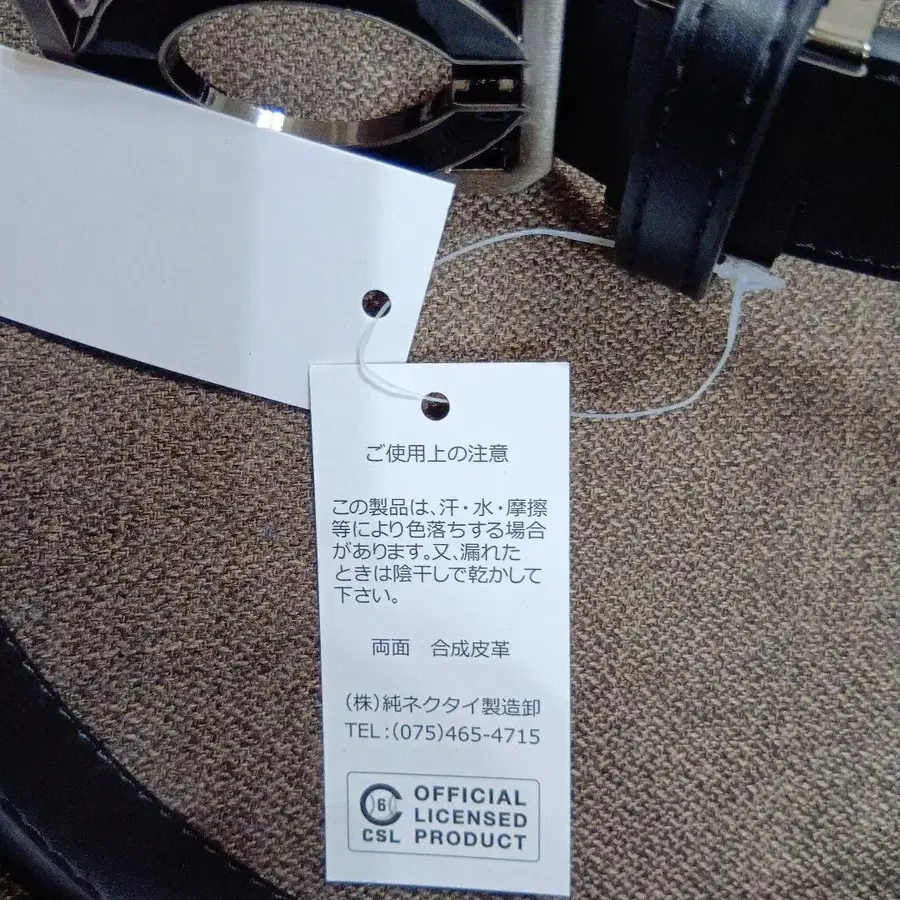 ご使用上の注意
この製品は、汗・水・摩擦
等により色落ちする場合
があります。又、漏れた
ときは陰干しで乾かして
下さい。
両面　合成皮革
(株)純ネクタイ製造卸
TEL:(075)465-4715
6
CSL
OFFICIAL
LICENSED
PRODUCT